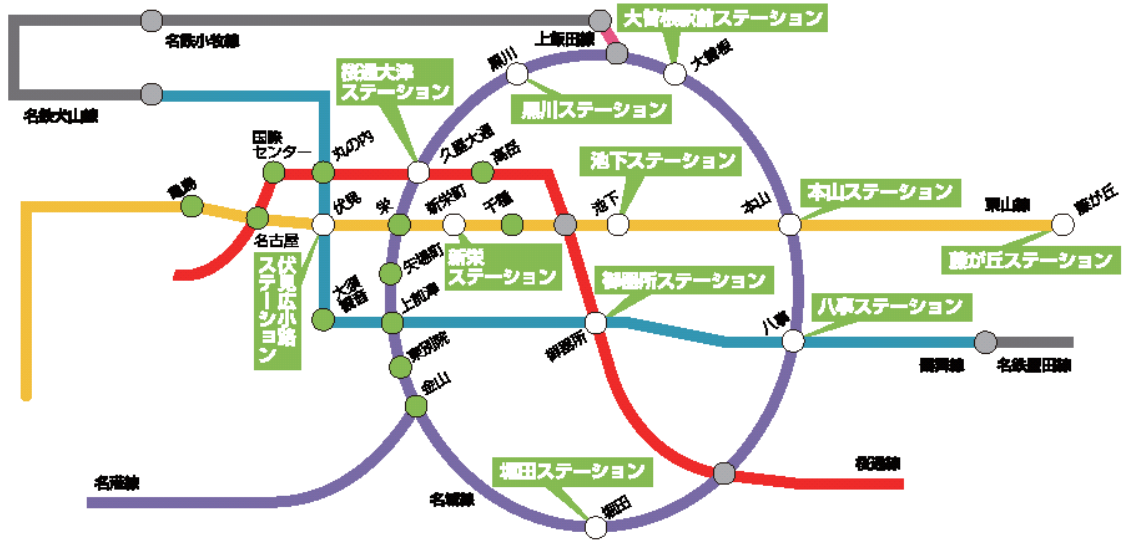 大曽根駅前ステーション
名鉄小牧線
上飯田線
黒川
大曽根
桜通大津
ステーション
黒川ステーション
名鉄犬山線
国際
センター
丸の内
久屋大通
高岳
池下ステーション
亀島
伏見
栄
新栄町
千種
池下
本山
本山ステーション
東山線
藤が丘
名古屋
矢場町
新栄
ステーション
藤が丘ステーション
伏見広小路
ステーション
大須
観音
上前津
御器所ステーション
八事ステーション
八事
東別院
御器所
鶴舞線
名鉄豊田線
金山
堀田ステーション
桜通線
名港線
名城線
堀田